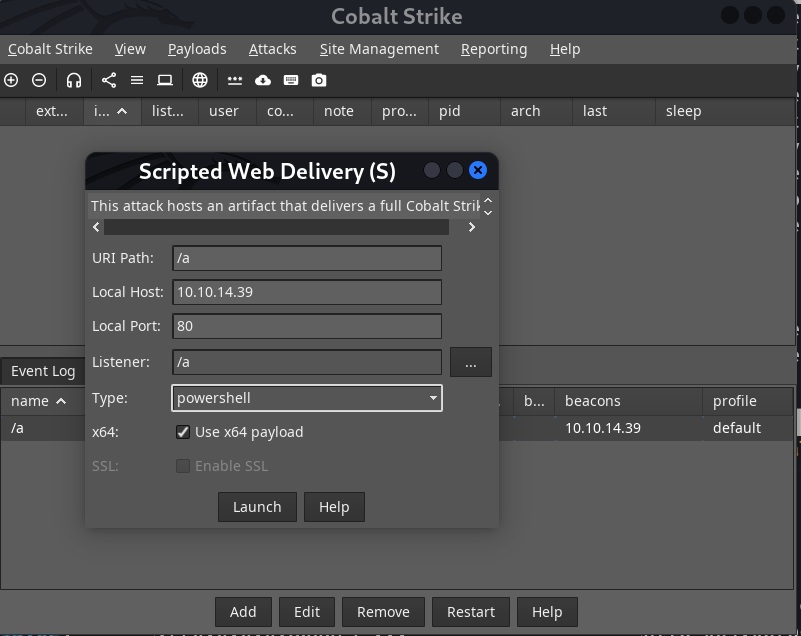 Cobalt Strike
Cobalt Strike View Payloads Attacks Site Management Reporting Help
ext... i... list... user co... note pro... pid arch last sleep
Scripted Web Delivery (S)
This attack hosts an artifact that delivers a full Cobalt Strik
URI Path: /a
Local Host: 10.10.14.39
Local Port: 80
Listener: /a ...
Type: powershell
x64: Use x64 payload
SSL: Enable SSL
Launch Help
Event Log
name b... beacons profile
/a 10.10.14.39 default
Add Edit Remove Restart Help